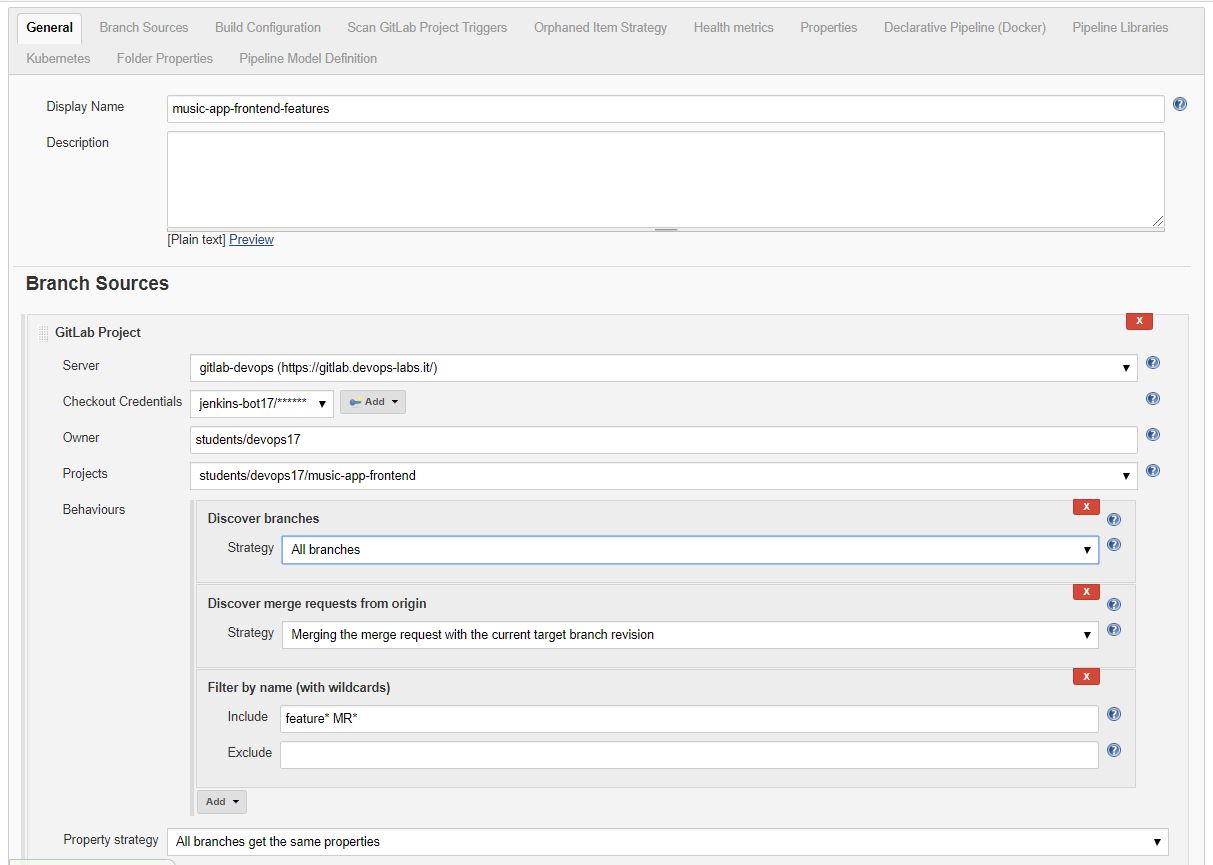 General Branch Sources Build Configuration Scan GitLab Project Triggers Orphaned Item Strategy Health metrics Properties Declarative Pipeline (Docker) Pipeline Libraries
Kubernetes Folder Properties Pipeline Model Definition
Display Name music-app-frontend-features
Description
[Plain text] Preview
Branch Sources
X
GitLab Project
Server gitlab-devops (https://gitlab.devops-labs.it/)
Checkout Credentials jenkins-bot17/****** Add
Owner students/devops17
Projects students/devops17/music-app-frontend
Behaviours
X
Discover branches
Strategy All branches
X
Discover merge requests from origin
Strategy Merging the merge request with the current target branch revision
X
Filter by name (with wildcards)
Include feature* MR*
Exclude
Add
Property strategy All branches get the same properties